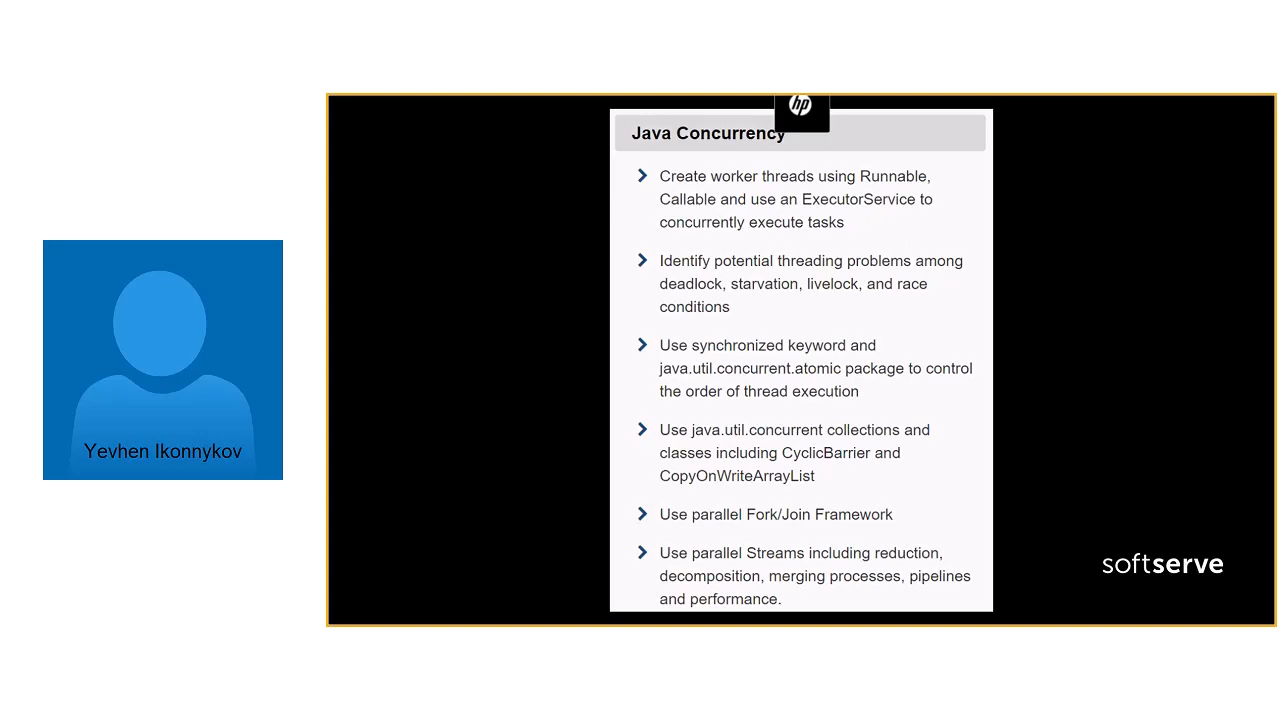 hp
Java Concurrency
Create worker threads using Runnable,
Callable and use an ExecutorService to
concurrently execute tasks
Identify potential threading problems among
deadlock, starvation, livelock, and race
conditions
Use synchronized keyword and
java.util.concurrent.atomic package to control
the order of thread execution
Use java.util.concurrent collections and
classes including CyclicBarrier and
CopyOnWriteArrayList
Use parallel Fork/Join Framework
Use parallel Streams including reduction,
decomposition, merging processes, pipelines
and performance.
Yevhen Ikonnykov
softserve